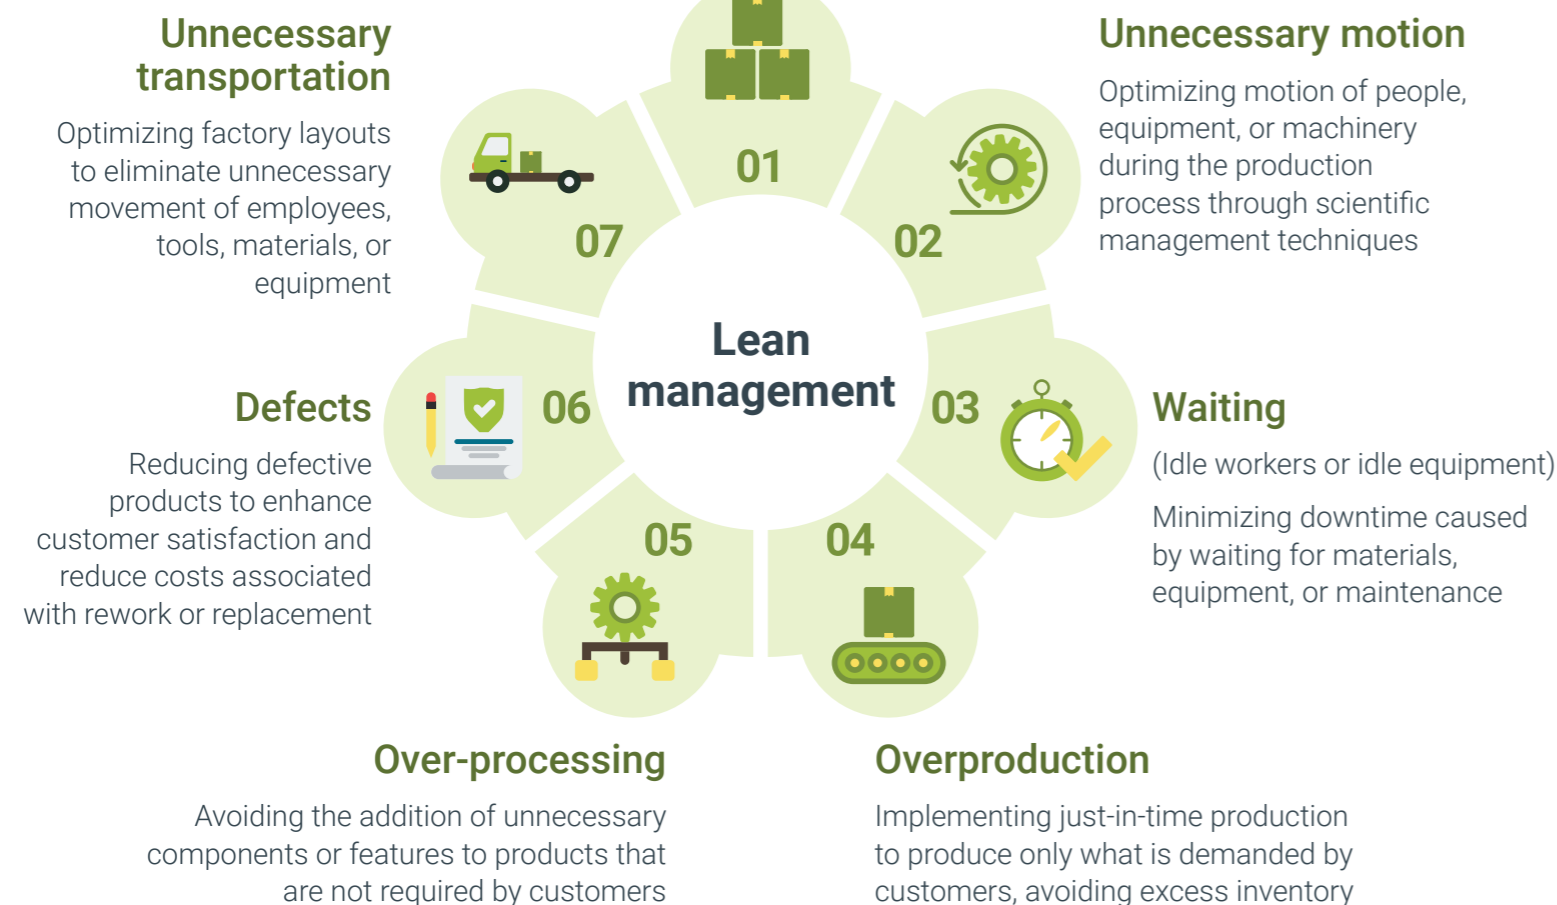 Unnecessary
transportation
Optimizing factory layouts
to eliminate unnecessary
movement of employees,
tools, materials, or
equipment
Unnecessary motion
Optimizing motion of people,
equipment, or machinery
during the production
process through scientific
management techniques
01
02
07
Lean
management
03
06
Waiting
(Idle workers or idle equipment)
Minimizing downtime caused
by waiting for materials,
equipment, or maintenance
Defects
Reducing defective
products to enhance
customer satisfaction and
reduce costs associated
with rework or replacement
05
04
Over-processing
Avoiding the addition of unnecessary
components or features to products that
are not required by customers
Overproduction
Implementing just-in-time production
to produce only what is demanded by
customers, avoiding excess inventory